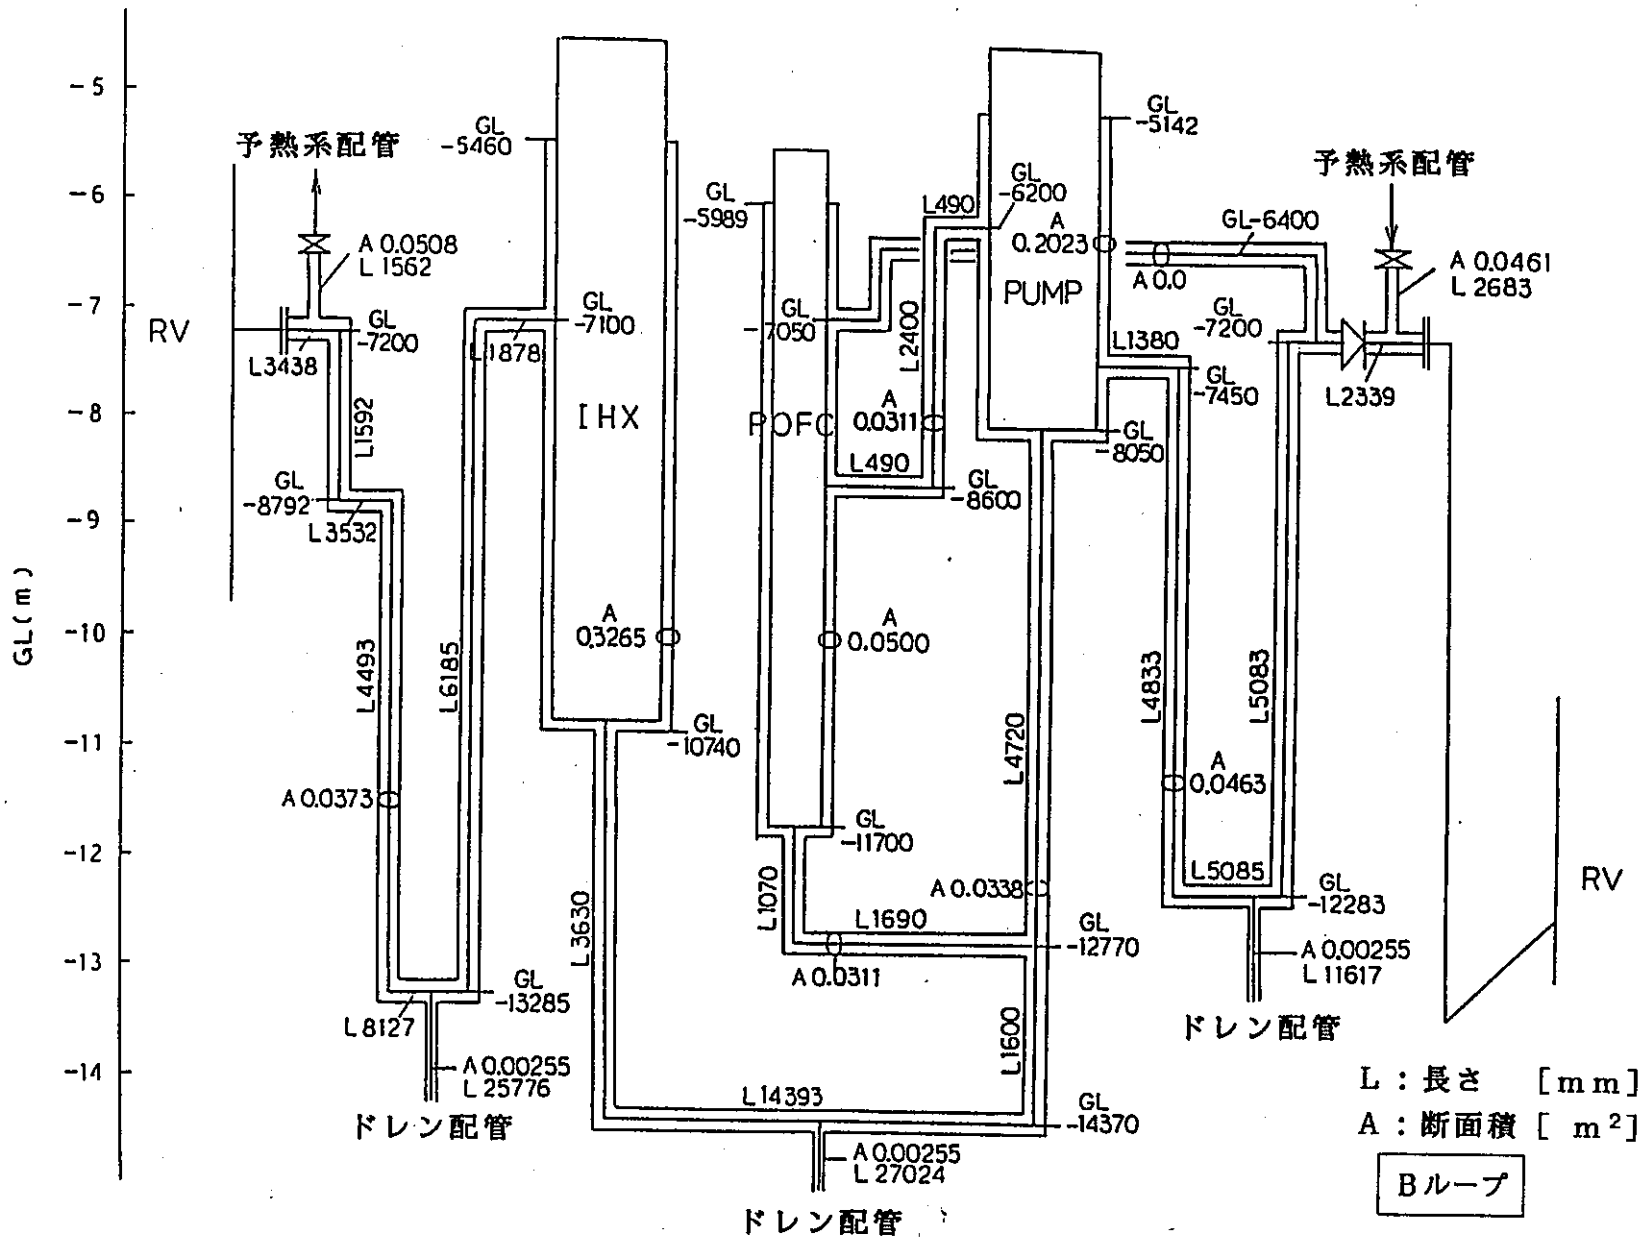 -5
-6
-7
-8
-9
-10
-11
-12
-13
-14
GL(m)
予熱系配管
A 0.0508
L 1562
RV
GL
-7200
L3438
L1592
GL
-8792
L3532
L4493
A 0.0373
L8127
GL
-13285
A 0.00255
L 25776
ドレン配管
L6185
L1878
GL
-5460
GL
-7100
IHX
A
0.3265
GL
-10740
L3630
L14393
A 0.00255
L 27024
ドレン配管
GL
-5989
GL
-7050
POFC
A
0.0500
GL
-11700
L1070
L1690
A 0.0311
L490
L2400
A
0.0311
L490
GL
-8600
GL
-6200
A
0.2023
PUMP
GL
-5142
GL
-8050
L4720
A 0.0338
GL
-12770
L1600
GL
-14370
GL-6400
A 0.0
L1380
GL
-7200
GL
-7450
L4833
A
0.0463
L5083
L5085
GL
-12283
A 0.00255
L 11617
ドレン配管
予熱系配管
A 0.0461
L 2683
L2339
RV
L:長さ [mm]
A:断面積 [m²]
Bループ